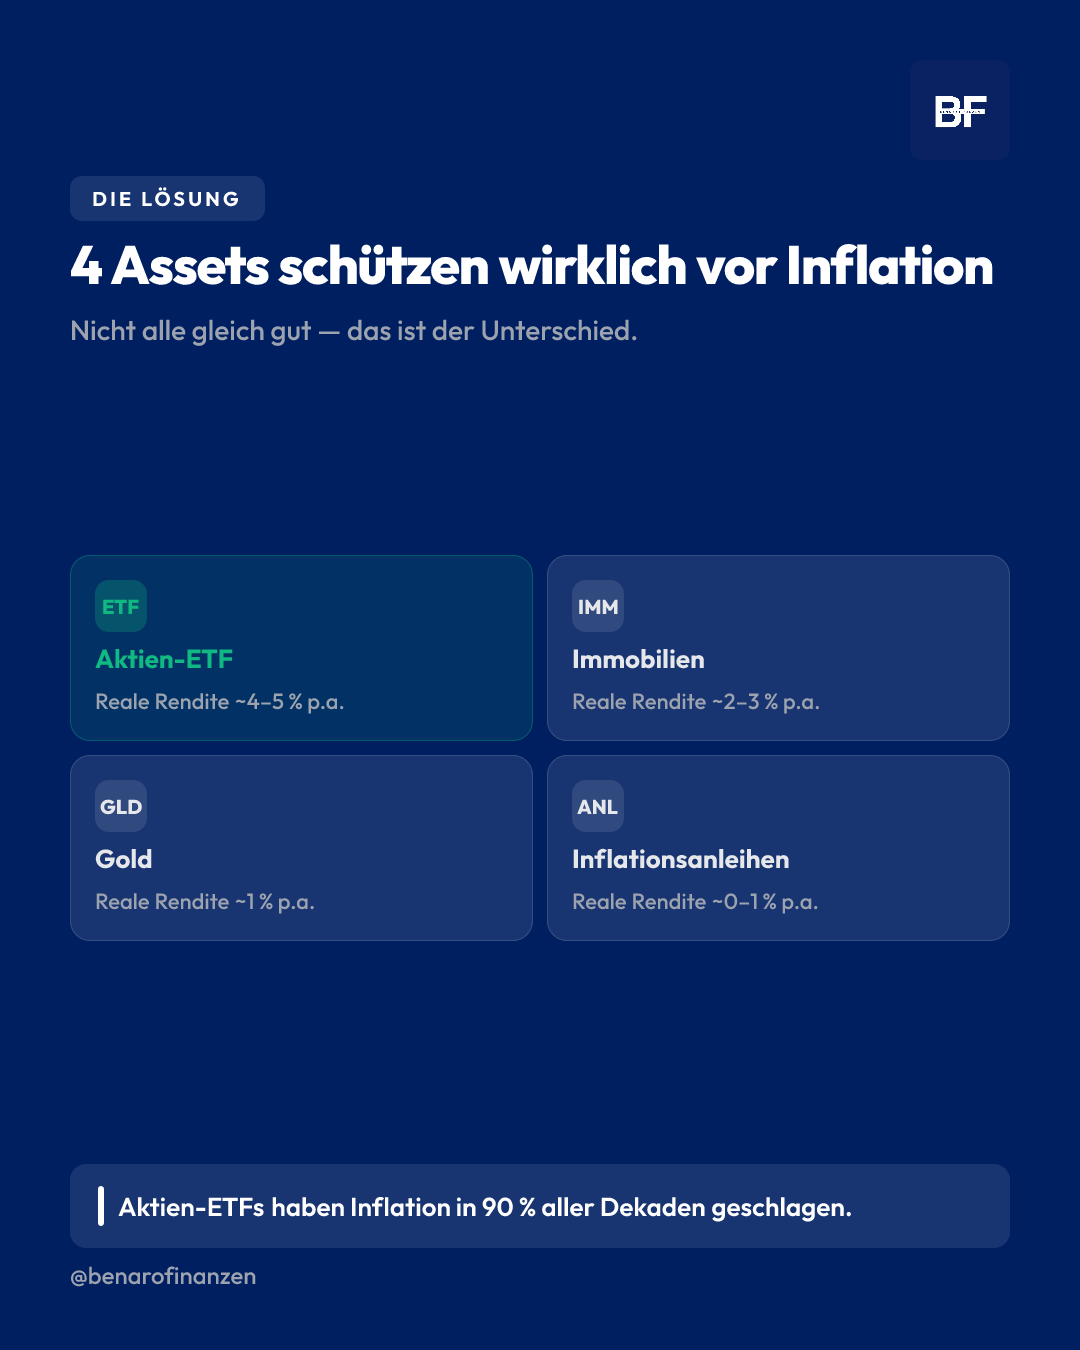 BF
DIE LÖSUNG
4 Assets schützen wirklich vor Inflation
Nicht alle gleich gut — das ist der Unterschied.
ETF
Aktien-ETF
Reale Rendite ~4–5 % p.a.
IMM
Immobilien
Reale Rendite ~2–3 % p.a.
GLD
Gold
Reale Rendite ~1 % p.a.
ANL
Inflationsanleihen
Reale Rendite ~0–1 % p.a.
Aktien-ETFs haben Inflation in 90 % aller Dekaden geschlagen.
@benarofinanzen